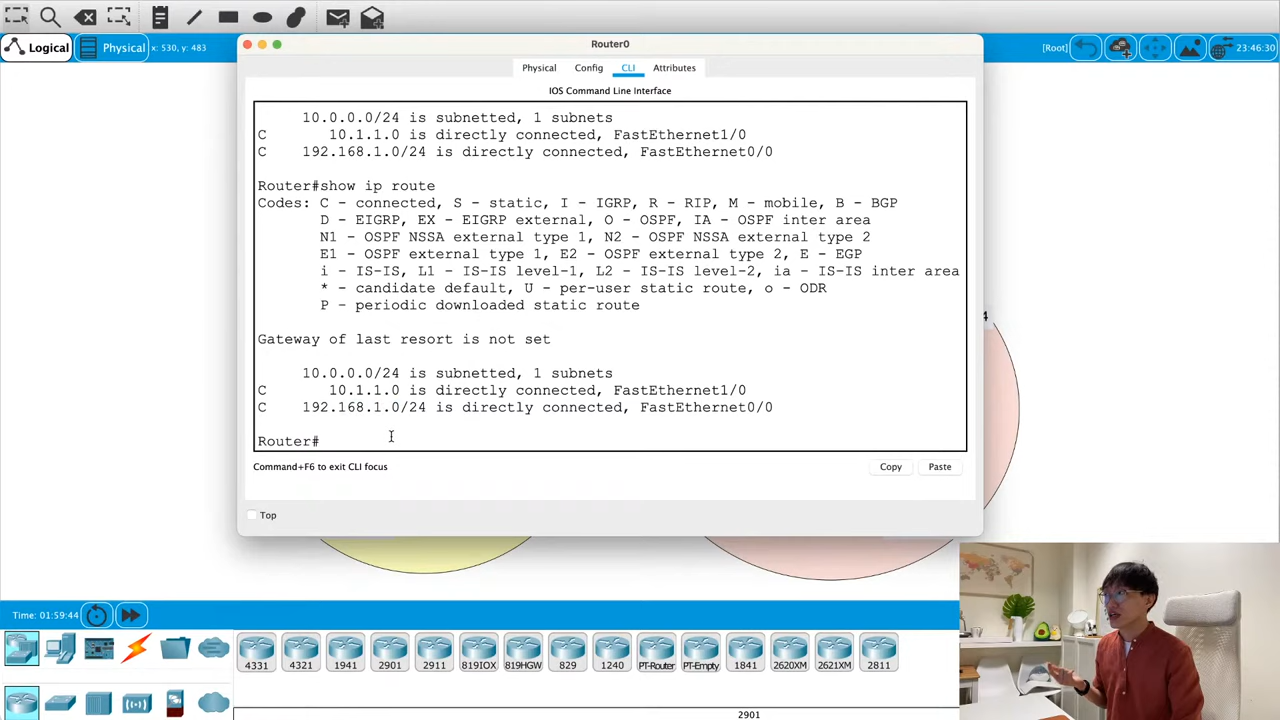 Logical
Physical
x: 530, y: 483
Router0
[Root]
23:46:30
Physical
Config
CLI
Attributes
IOS Command Line Interface
10.0.0.0/24 is subnetted, 1 subnets
C 10.1.1.0 is directly connected, FastEthernet1/0
C 192.168.1.0/24 is directly connected, FastEthernet0/0
Router#show ip route
Codes: C - connected, S - static, I - IGRP, R - RIP, M - mobile, B - BGP
D - EIGRP, EX - EIGRP external, O - OSPF, IA - OSPF inter area
N1 - OSPF NSSA external type 1, N2 - OSPF NSSA external type 2
E1 - OSPF external type 1, E2 - OSPF external type 2, E - EGP
i - IS-IS, L1 - IS-IS level-1, L2 - IS-IS level-2, ia - IS-IS inter area
* - candidate default, U - per-user static route, o - ODR
P - periodic downloaded static route
Gateway of last resort is not set
10.0.0.0/24 is subnetted, 1 subnets
C 10.1.1.0 is directly connected, FastEthernet1/0
C 192.168.1.0/24 is directly connected, FastEthernet0/0
Router#
Command+F6 to exit CLI focus
Copy
Paste
Top
4
Time: 01:59:44
4331
4321
1941
2901
2911
819IOX
819HGW
829
1240
PT-Router
PT-Empty
1841
2620XM
2621XM
2811
2901